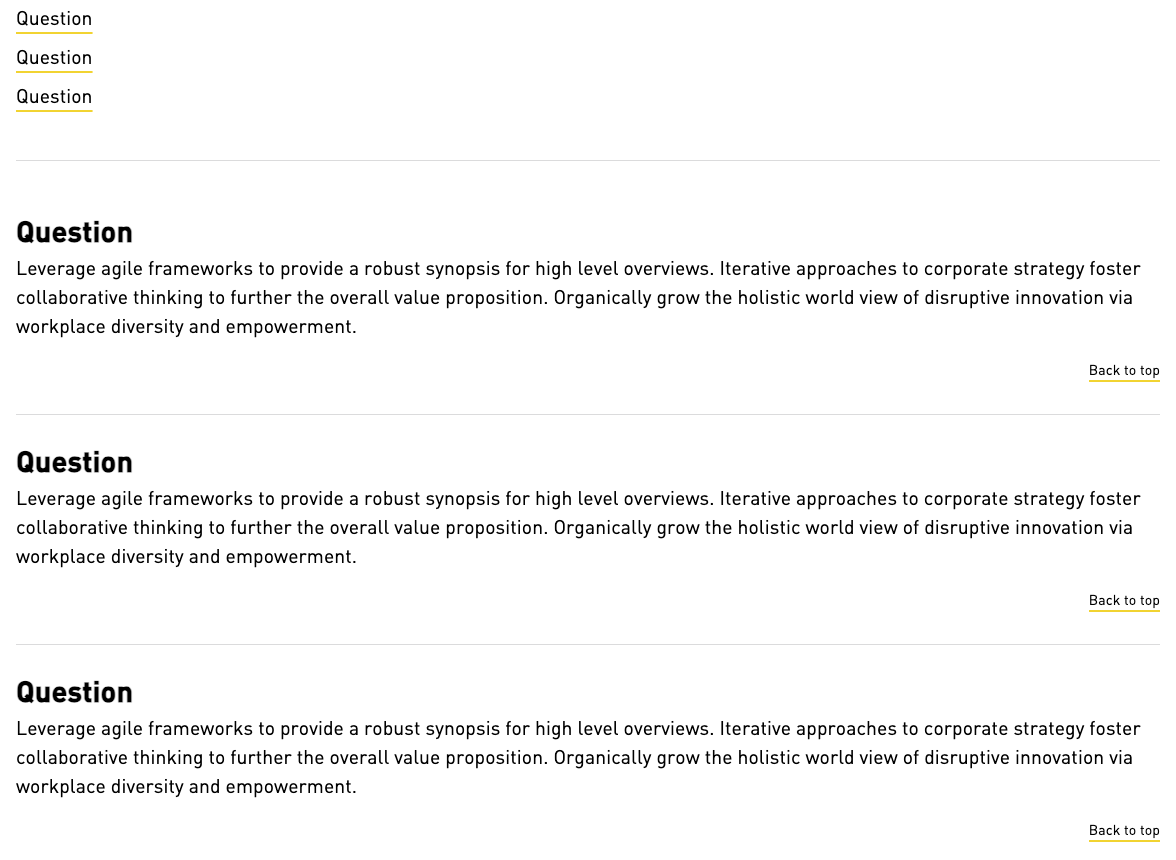 Question
Question
Question
Question
Leverage agile frameworks to provide a robust synopsis for high level overviews. Iterative approaches to corporate strategy foster
collaborative thinking to further the overall value proposition. Organically grow the holistic world view of disruptive innovation via
workplace diversity and empowerment.
Back to top
Question
Leverage agile frameworks to provide a robust synopsis for high level overviews. Iterative approaches to corporate strategy foster
collaborative thinking to further the overall value proposition. Organically grow the holistic world view of disruptive innovation via
workplace diversity and empowerment.
Back to top
Question
Leverage agile frameworks to provide a robust synopsis for high level overviews. Iterative approaches to corporate strategy foster
collaborative thinking to further the overall value proposition. Organically grow the holistic world view of disruptive innovation via
workplace diversity and empowerment.
Back to top